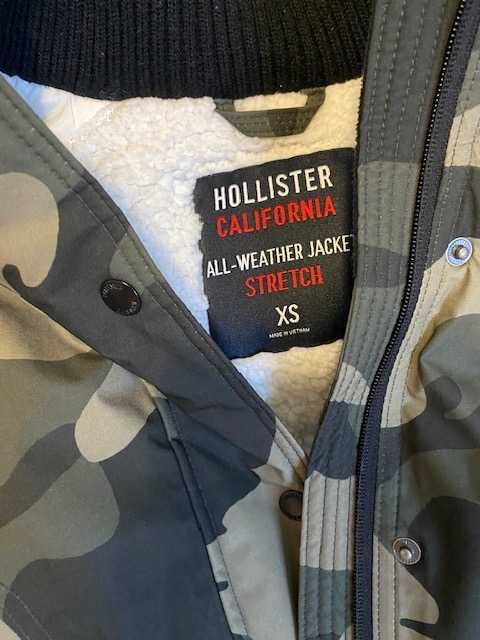 HOLLISTER
CALIFORNIA
ALL-WEATHER JACKET
STRETCH
XS
MADE IN VIETNAM